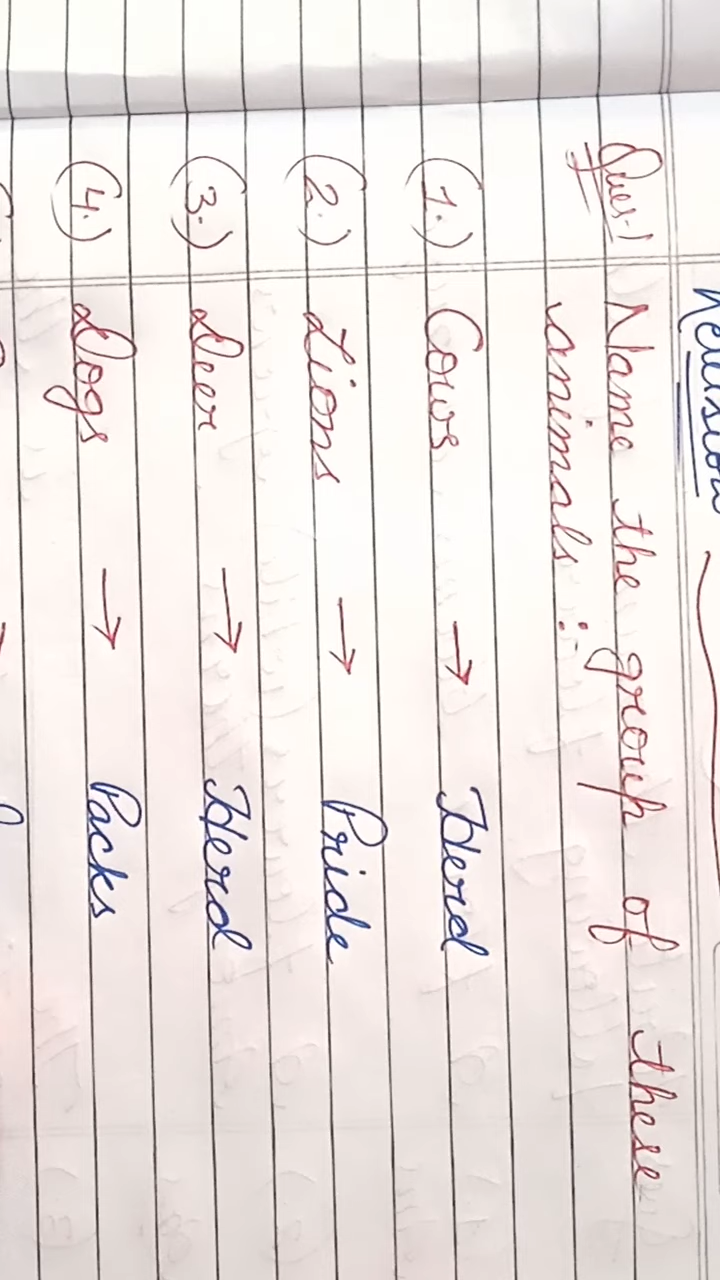 Revision
Ques-1 Name the group of these
animals :-
(1.) Cows → Herd
(2.) Lions → Pride
(3.) Deer → Herd
(4.) Dogs → Packs